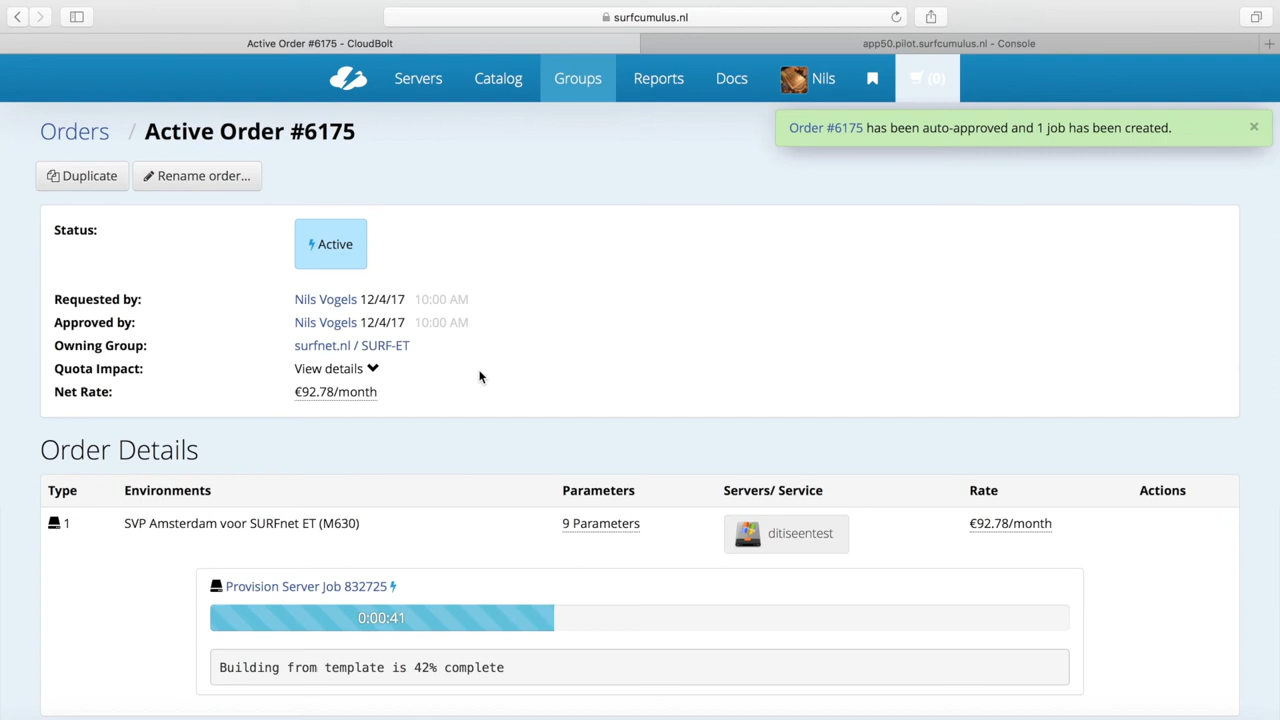 surfcumulus.nl
Active Order #6175 - CloudBolt
app50.pilot.surfcumulus.nl - Console
Servers Catalog Groups Reports Docs Nils (0)
Orders / Active Order #6175
Order #6175 has been auto-approved and 1 job has been created. ×
Duplicate Rename order...
Status: Active
Requested by: Nils Vogels 12/4/17 10:00 AM
Approved by: Nils Vogels 12/4/17 10:00 AM
Owning Group: surfnet.nl / SURF-ET
Quota Impact: View details
Net Rate: €92.78/month
Order Details
Type Environments Parameters Servers/ Service Rate Actions
1 SVP Amsterdam voor SURFnet ET (M630) 9 Parameters ditiseentest €92.78/month
Provision Server Job 832725
0:00:41
Building from template is 42% complete